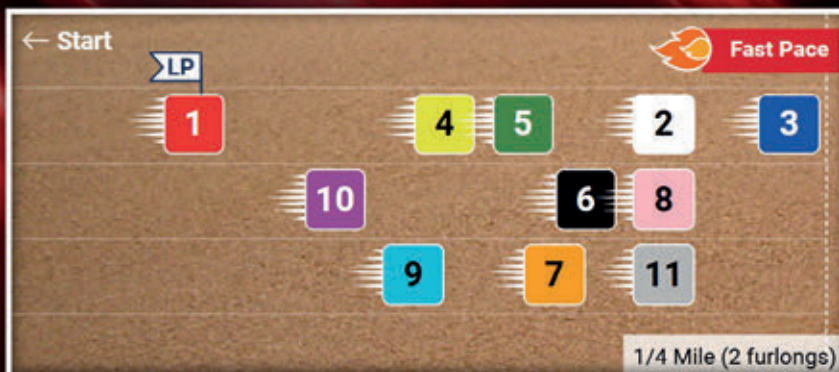 ← Start
Fast Pace
LP
1 4 5 2 3
10 6 8
9 7 11
1/4 Mile (2 furlongs)